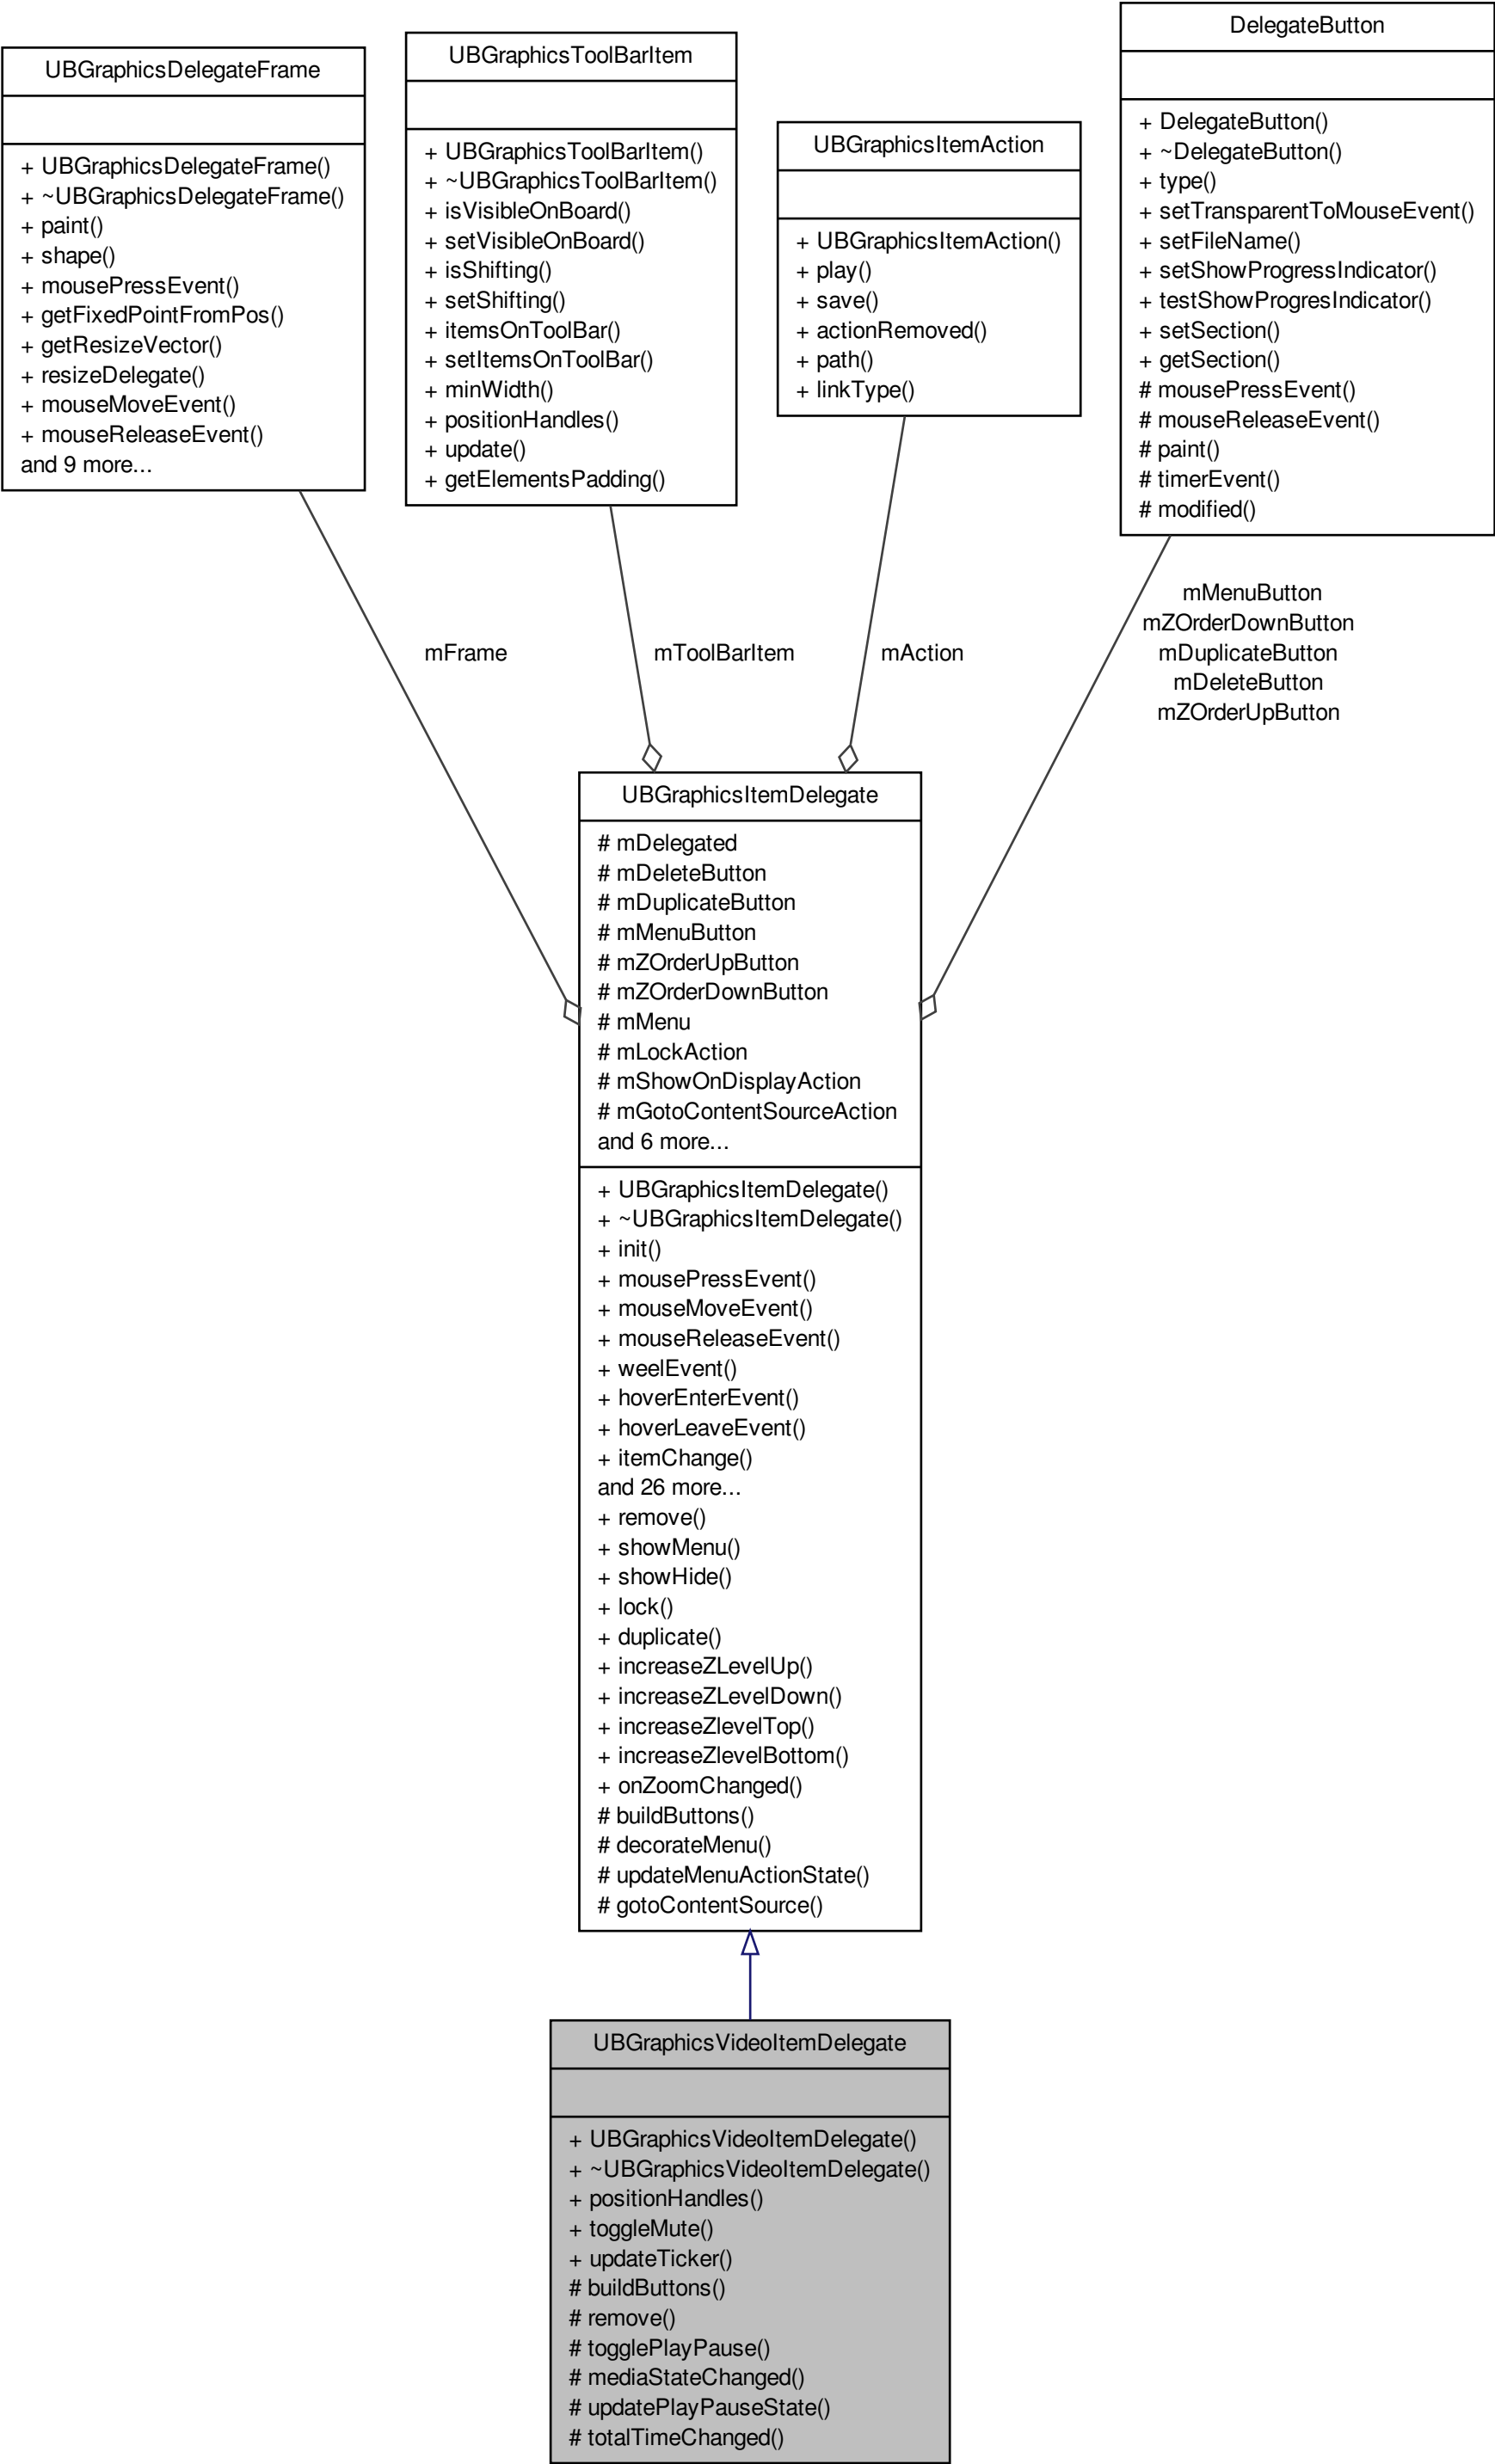 UBGraphicsDelegateFrame
+ UBGraphicsDelegateFrame()
+ ~UBGraphicsDelegateFrame()
+ paint()
+ shape()
+ mousePressEvent()
+ getFixedPointFromPos()
+ getResizeVector()
+ resizeDelegate()
+ mouseMoveEvent()
+ mouseReleaseEvent()
and 9 more...
UBGraphicsToolBarItem
+ UBGraphicsToolBarItem()
+ ~UBGraphicsToolBarItem()
+ isVisibleOnBoard()
+ setVisibleOnBoard()
+ isShifting()
+ setShifting()
+ itemsOnToolBar()
+ setItemsOnToolBar()
+ minWidth()
+ positionHandles()
+ update()
+ getElementsPadding()
UBGraphicsItemAction
+ UBGraphicsItemAction()
+ play()
+ save()
+ actionRemoved()
+ path()
+ linkType()
DelegateButton
+ DelegateButton()
+ ~DelegateButton()
+ type()
+ setTransparentToMouseEvent()
+ setFileName()
+ setShowProgressIndicator()
+ testShowProgresIndicator()
+ setSection()
+ getSection()
# mousePressEvent()
# mouseReleaseEvent()
# paint()
# timerEvent()
# modified()
mFrame
mToolBarItem
mAction
mMenuButton
mZOrderDownButton
mDuplicateButton
mDeleteButton
mZOrderUpButton
UBGraphicsItemDelegate
# mDelegated
# mDeleteButton
# mDuplicateButton
# mMenuButton
# mZOrderUpButton
# mZOrderDownButton
# mMenu
# mLockAction
# mShowOnDisplayAction
# mGotoContentSourceAction
and 6 more...
+ UBGraphicsItemDelegate()
+ ~UBGraphicsItemDelegate()
+ init()
+ mousePressEvent()
+ mouseMoveEvent()
+ mouseReleaseEvent()
+ weelEvent()
+ hoverEnterEvent()
+ hoverLeaveEvent()
+ itemChange()
and 26 more...
+ remove()
+ showMenu()
+ showHide()
+ lock()
+ duplicate()
+ increaseZLevelUp()
+ increaseZLevelDown()
+ increaseZlevelTop()
+ increaseZlevelBottom()
+ onZoomChanged()
# buildButtons()
# decorateMenu()
# updateMenuActionState()
# gotoContentSource()
UBGraphicsVideoItemDelegate
+ UBGraphicsVideoItemDelegate()
+ ~UBGraphicsVideoItemDelegate()
+ positionHandles()
+ toggleMute()
+ updateTicker()
# buildButtons()
# remove()
# togglePlayPause()
# mediaStateChanged()
# updatePlayPauseState()
# totalTimeChanged()